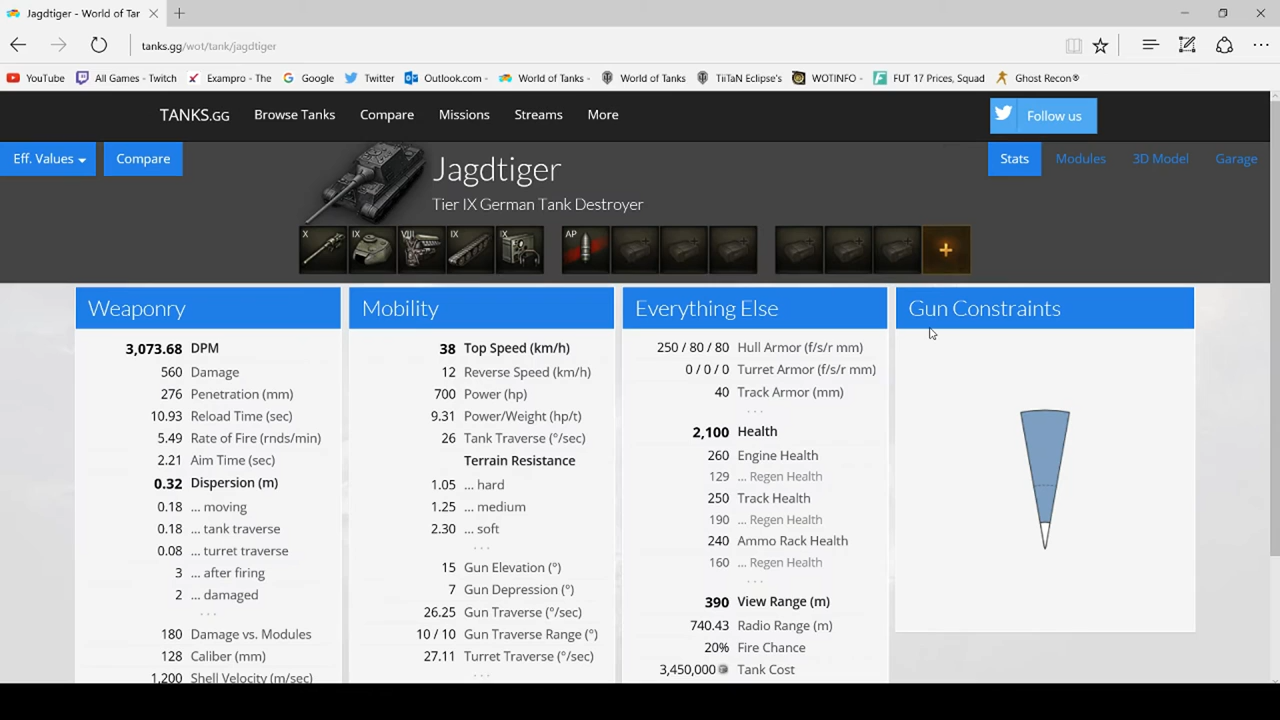 Jagdtiger - World of Tar
tanks.gg/wot/tank/jagdtiger
YouTube All Games - Twitch Exampro - The Google Twitter Outlook.com - World of Tanks - World of Tanks TiiTaN Eclipse's WOTINFO - FUT 17 Prices, Squad Ghost Recon®
TANKS.GG Browse Tanks Compare Missions Streams More Follow us
Eff. Values Compare
Jagdtiger
Tier IX German Tank Destroyer
Stats Modules 3D Model Garage
X IX VIII IX IX AP
Weaponry
3,073.68 DPM
560 Damage
276 Penetration (mm)
10.93 Reload Time (sec)
5.49 Rate of Fire (rnds/min)
2.21 Aim Time (sec)
0.32 Dispersion (m)
0.18 ... moving
0.18 ... tank traverse
0.08 ... turret traverse
3 ... after firing
2 ... damaged
. . .
180 Damage vs. Modules
128 Caliber (mm)
1,200 Shell Velocity (m/sec)
Mobility
38 Top Speed (km/h)
12 Reverse Speed (km/h)
700 Power (hp)
9.31 Power/Weight (hp/t)
26 Tank Traverse (°/sec)
Terrain Resistance
1.05 ... hard
1.25 ... medium
2.30 ... soft
. . .
15 Gun Elevation (°)
7 Gun Depression (°)
26.25 Gun Traverse (°/sec)
10 / 10 Gun Traverse Range (°)
27.11 Turret Traverse (°/sec)
. . .
Everything Else
250 / 80 / 80 Hull Armor (f/s/r mm)
0 / 0 / 0 Turret Armor (f/s/r mm)
40 Track Armor (mm)
. . .
2,100 Health
260 Engine Health
129 ... Regen Health
250 Track Health
190 ... Regen Health
240 Ammo Rack Health
160 ... Regen Health
. . .
390 View Range (m)
740.43 Radio Range (m)
20% Fire Chance
3,450,000 Tank Cost
Gun Constraints